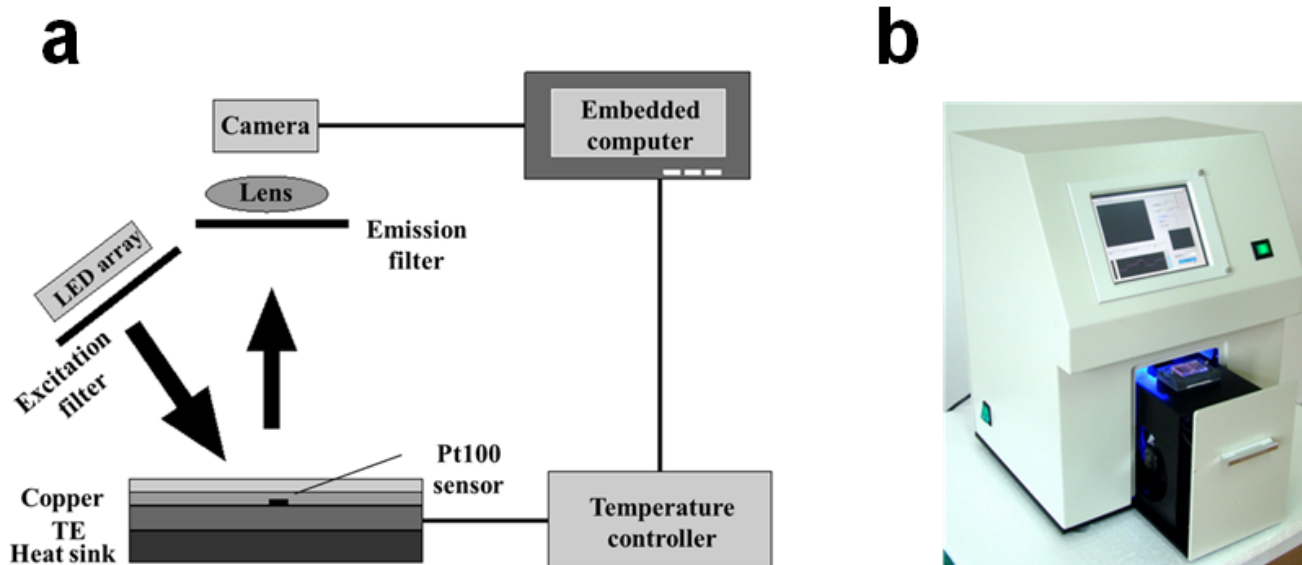 a
b
Camera
Embedded
computer
Lens
Emission
filter
LED array
Excitation
filter
Pt100
sensor
Copper
TE
Heat sink
Temperature
controller